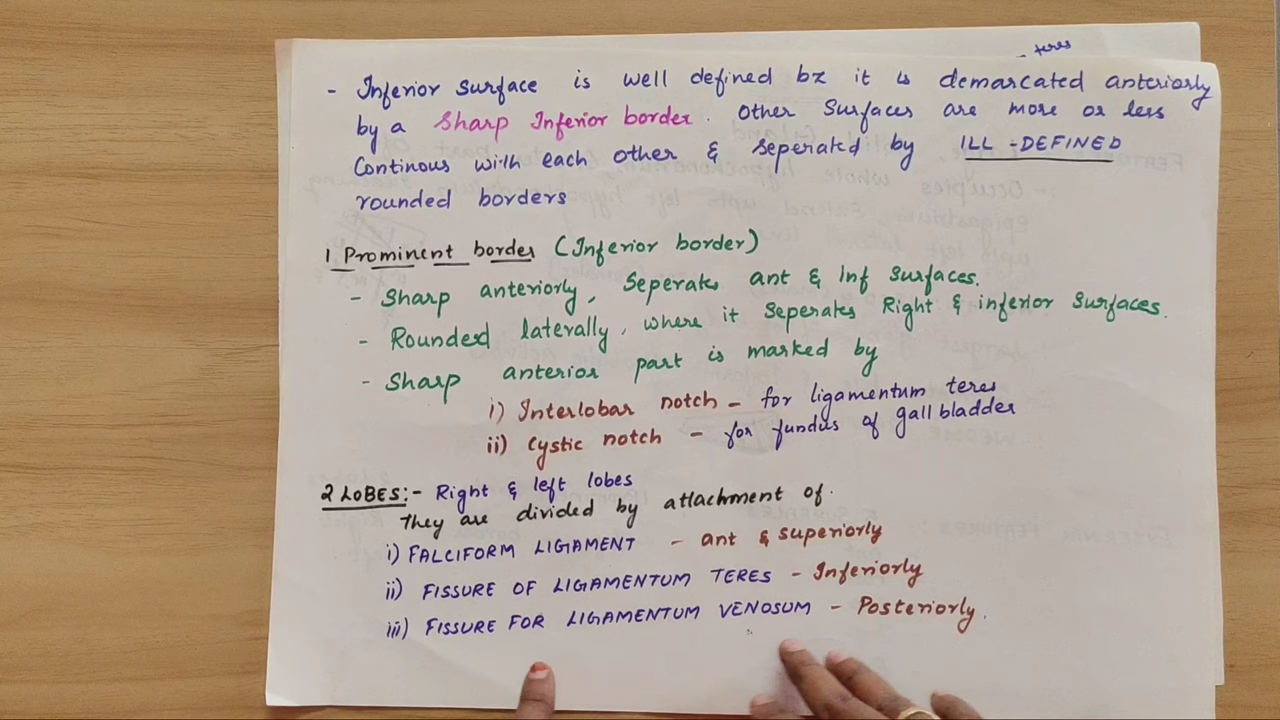 teres
- Inferior surface is well defined bz it is demarcated anteriorly
by a Sharp Inferior border. Other Surfaces are more or less
Continous with each other & seperated by ILL-DEFINED
rounded borders
1 Prominent border (Inferior border)
- Sharp anteriorly, Seperates ant & Inf surfaces.
- Rounded laterally, where it seperates Right & inferior surfaces.
- Sharp anterior part is marked by
i) Interlobar notch - for ligamentum teres
ii) Cystic notch - for fundus of gall bladder
2 LOBES:- Right & left lobes
They are divided by attachment of.
i) FALCIFORM LIGAMENT - ant & superiorly
ii) FISSURE OF LIGAMENTUM TERES - Inferiorly
iii) FISSURE FOR LIGAMENTUM VENOSUM - Posteriorly.